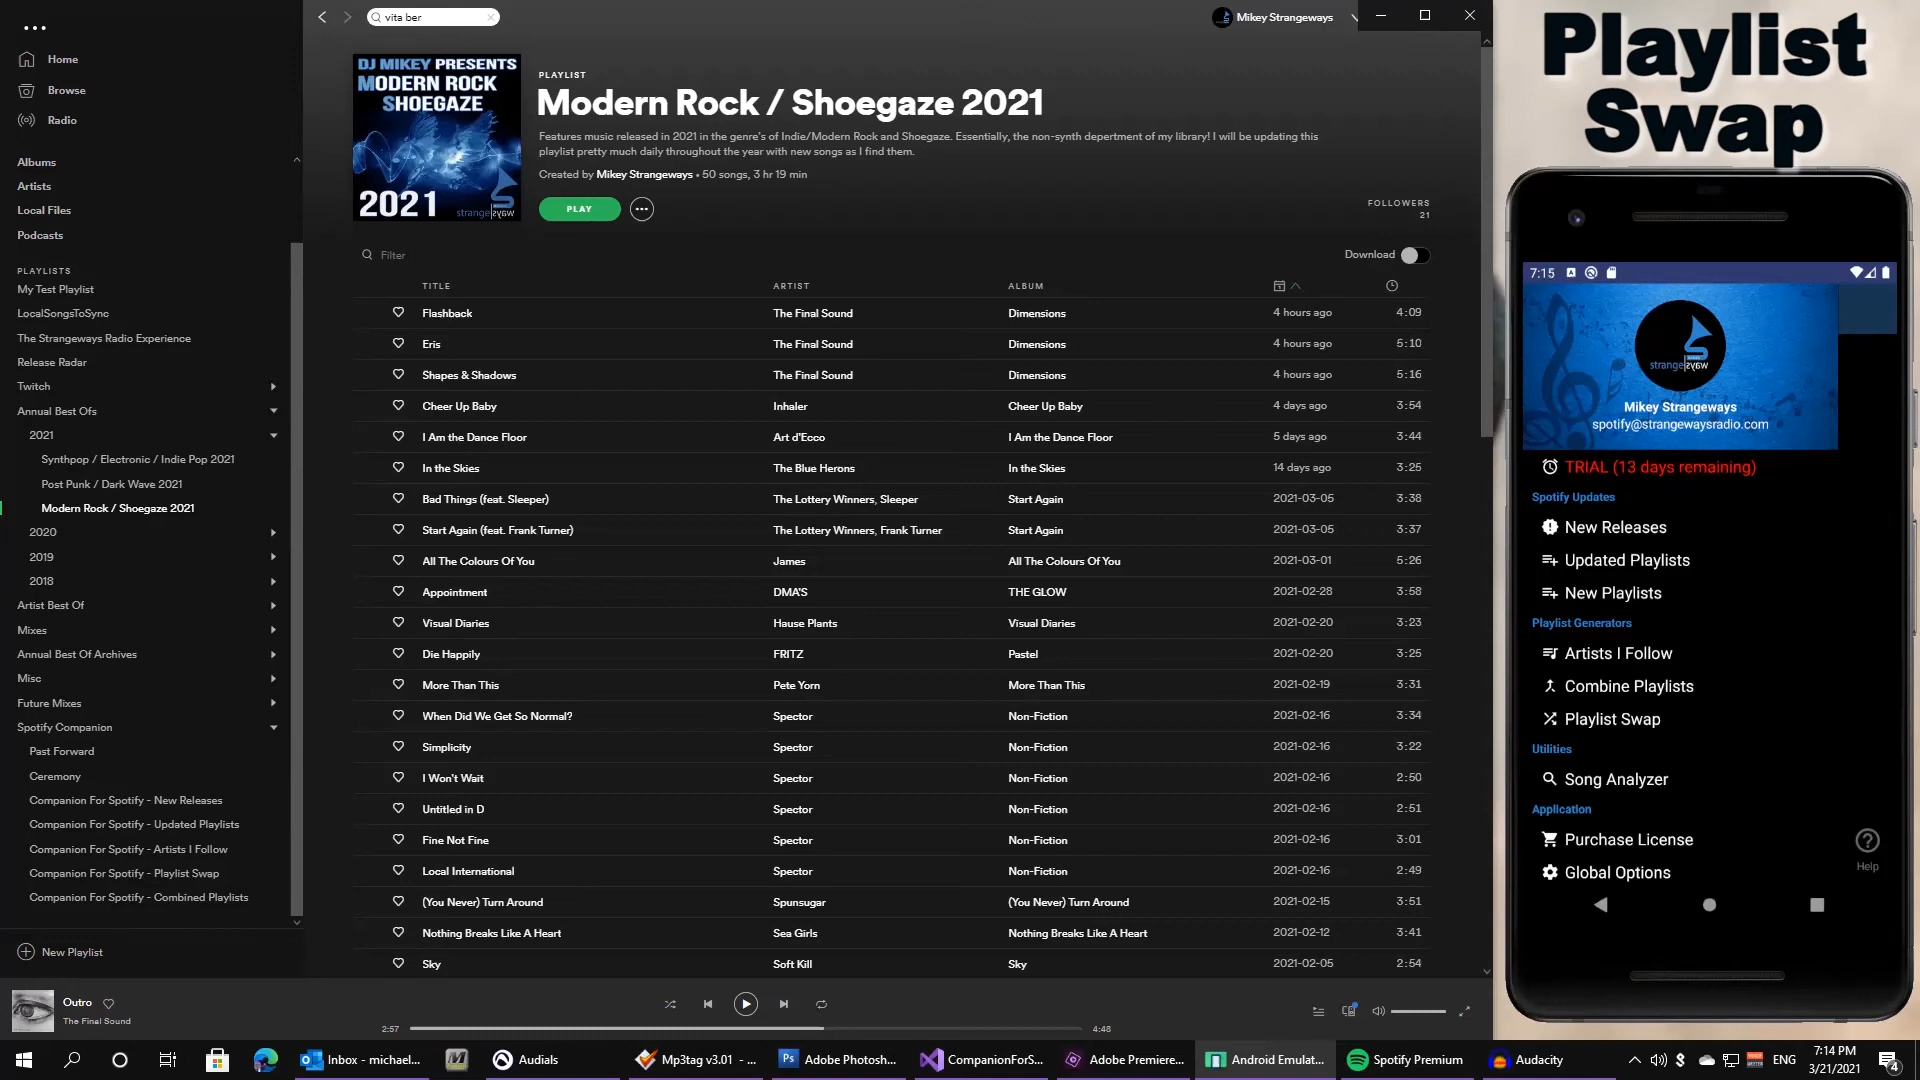 Home
Browse
Radio
Albums
Artists
Local Files
Podcasts
PLAYLISTS
My Test Playlist
LocalSongsToSync
The Strangeways Radio Experience
Release Radar
Twitch
Annual Best Ofs
2021
Synthpop / Electronic / Indie Pop 2021
Post Punk / Dark Wave 2021
Modern Rock / Shoegaze 2021
2020
2019
2018
Artist Best Of
Mixes
Annual Best Of Archives
Misc
Future Mixes
Spotify Companion
Past Forward
Ceremony
Companion For Spotify - New Releases
Companion For Spotify - Updated Playlists
Companion For Spotify - Artists I Follow
Companion For Spotify - Playlist Swap
Companion For Spotify - Combined Playlists
New Playlist
vita ber
Mikey Strangeways
DJ MIKEY PRESENTS
MODERN ROCK
SHOEGAZE
2021
strangeways
PLAYLIST
Modern Rock / Shoegaze 2021
Features music released in 2021 in the genre's of Indie/Modern Rock and Shoegaze. Essentially, the non-synth depertment of my library! I will be updating this
playlist pretty much daily throughout the year with new songs as I find them.
Created by Mikey Strangeways • 50 songs, 3 hr 19 min
PLAY
FOLLOWERS
21
Filter
Download
TITLE ARTIST ALBUM
Flashback The Final Sound Dimensions 4 hours ago 4:09
Eris The Final Sound Dimensions 4 hours ago 5:10
Shapes & Shadows The Final Sound Dimensions 4 hours ago 5:16
Cheer Up Baby Inhaler Cheer Up Baby 4 days ago 3:54
I Am the Dance Floor Art d'Ecco I Am the Dance Floor 5 days ago 3:44
In the Skies The Blue Herons In the Skies 14 days ago 3:25
Bad Things (feat. Sleeper) The Lottery Winners, Sleeper Start Again 2021-03-05 3:38
Start Again (feat. Frank Turner) The Lottery Winners, Frank Turner Start Again 2021-03-05 3:37
All The Colours Of You James All The Colours Of You 2021-03-01 5:26
Appointment DMA'S THE GLOW 2021-02-28 3:58
Visual Diaries Hause Plants Visual Diaries 2021-02-20 3:23
Die Happily FRITZ Pastel 2021-02-20 3:25
More Than This Pete Yorn More Than This 2021-02-19 3:31
When Did We Get So Normal? Spector Non-Fiction 2021-02-16 3:34
Simplicity Spector Non-Fiction 2021-02-16 3:22
I Won't Wait Spector Non-Fiction 2021-02-16 2:50
Untitled in D Spector Non-Fiction 2021-02-16 2:51
Fine Not Fine Spector Non-Fiction 2021-02-16 3:01
Local International Spector Non-Fiction 2021-02-16 2:49
(You Never) Turn Around Spunsugar (You Never) Turn Around 2021-02-15 3:51
Nothing Breaks Like A Heart Sea Girls Nothing Breaks Like A Heart 2021-02-12 3:41
Sky Soft Kill Sky 2021-02-05 2:54
Outro
The Final Sound
2:57 4:48
Playlist
Swap
7:15
strangeways
Mikey Strangeways
spotify@strangewaysradio.com
TRIAL (13 days remaining)
Spotify Updates
New Releases
Updated Playlists
New Playlists
Playlist Generators
Artists I Follow
Combine Playlists
Playlist Swap
Utilities
Song Analyzer
Application
Purchase License
Global Options
Help
Inbox - michael...
Audials
Mp3tag v3.01 - ...
Adobe Photosh...
CompanionForS...
Adobe Premiere...
Android Emulat...
Spotify Premium
Audacity
ENG
7:14 PM
3/21/2021
4